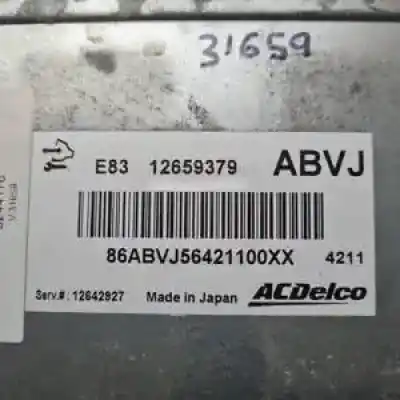 31659
E83 12659379 ABVJ
86ABVJ56421100XX 4211
Serv.#: 12642927 Made in Japan ACDelco